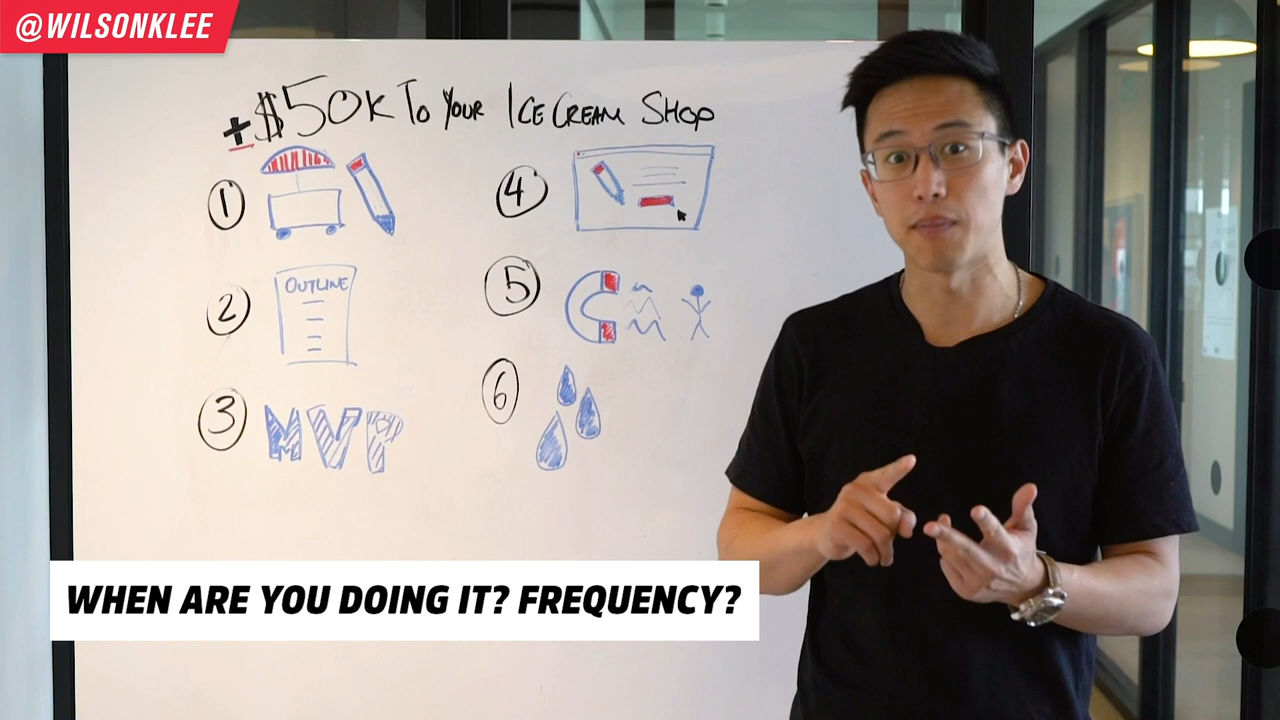 @WILSONKLEE
+$50K To Your Ice Cream Shop
1
4
2
OUTLINE
5
3
MVP
6
WHEN ARE YOU DOING IT? FREQUENCY?